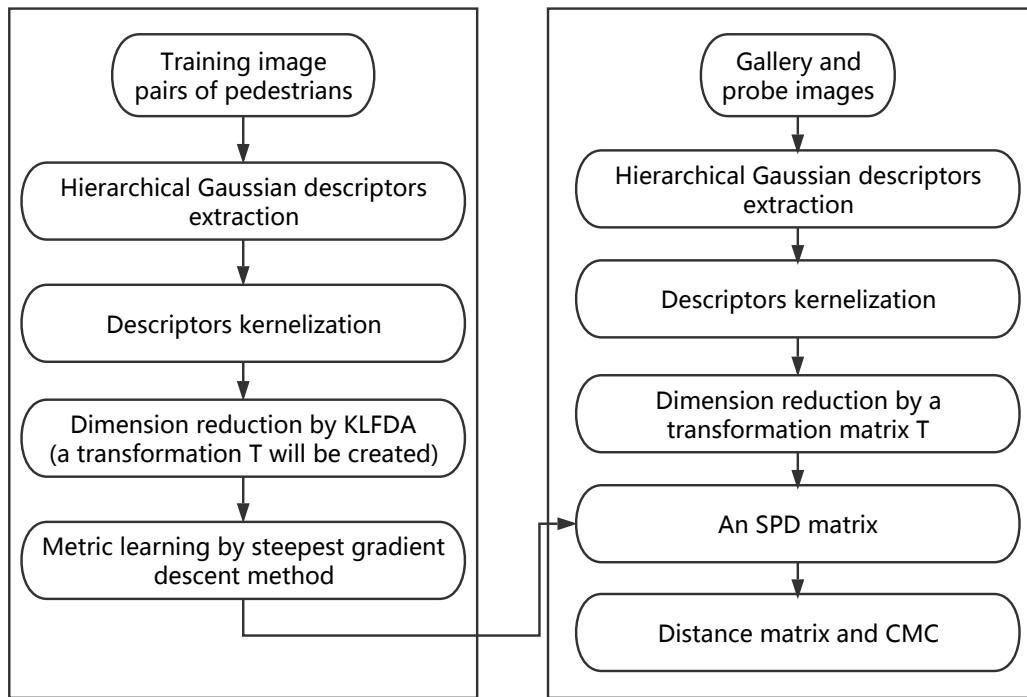 Training image
pairs of pedestrians
Hierarchical Gaussian descriptors
extraction
Descriptors kernelization
Dimension reduction by KLFDA
(a transformation T will be created)
Metric learning by steepest gradient
descent method
Gallery and
probe images
Hierarchical Gaussian descriptors
extraction
Descriptors kernelization
Dimension reduction by a
transformation matrix T
An SPD matrix
Distance matrix and CMC